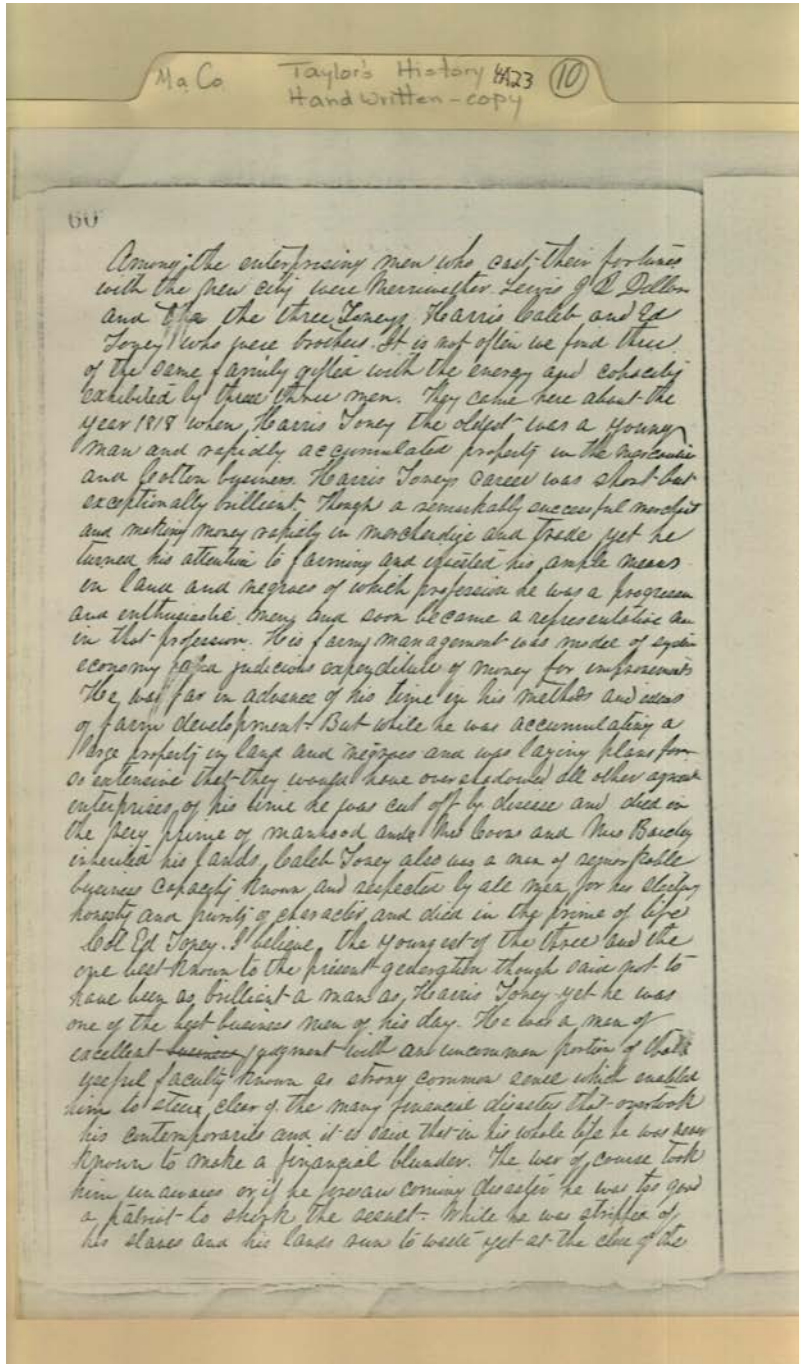 Ma Co Taylor's History 4A23 10
Hand Written-copy
60
Among the enterprising men who cast their fortunes
with the new city were Merriwether Lewis J B Dillon
and the three Toneys Harris Caleb and Ed
Toney who were brothers. It is not often we find three
of the same family gifted with the energy and
exhibited by these three men. They came here about the
year 1818 when Harris Toney the oldest was a young
man and rapidly accumulated property in the mercantile
and Cotton business. Harris Toneys career was short but
exceptionally brilliant. Though a remarkably successful merchant
and making money rapidly in merchandize and trade yet he
turned his attention to farming and invested his ample means
in land and negroes of which profession he was a
and enthusiastic and soon became a representative
in that profession. His farm management was model of
economy judicious expenditure of money for improvements
He was far in advance of his time in his methods and ideas
of farm development- But while he was accumulating a
large property in land and negroes and was laying plans
so extensive that they would have overshadowed all other
enterprises of his time he was cut off by disease and died in
the very prime of manhood and Mrs Coons and Mrs
inherited his lands, Caleb Toney also was a man of remarkable
business capacity known and respected by all men for his
honesty and purity of character and died in the prime of life
Col Ed Toney. I believe, the youngest of the three and the
one best known to the present generation though said not to
have been as brilliant a man as, Harris Toney yet he was
one of the best business men of his day. He was a man of
excellent business judgment with an uncommon portion of that
useful faculty known as strong common sence which enabled
him to steer clear of the many financial disasters that overtook
his contemporaries and it is said that in his whole life he was never
known to make a financial blunder. The war of course took
him unawares or if he foresaw coming disaster he was too good
a patriot to shirk the result- While he was stripped of
his slaves and his lands run to waste yet at the close of the